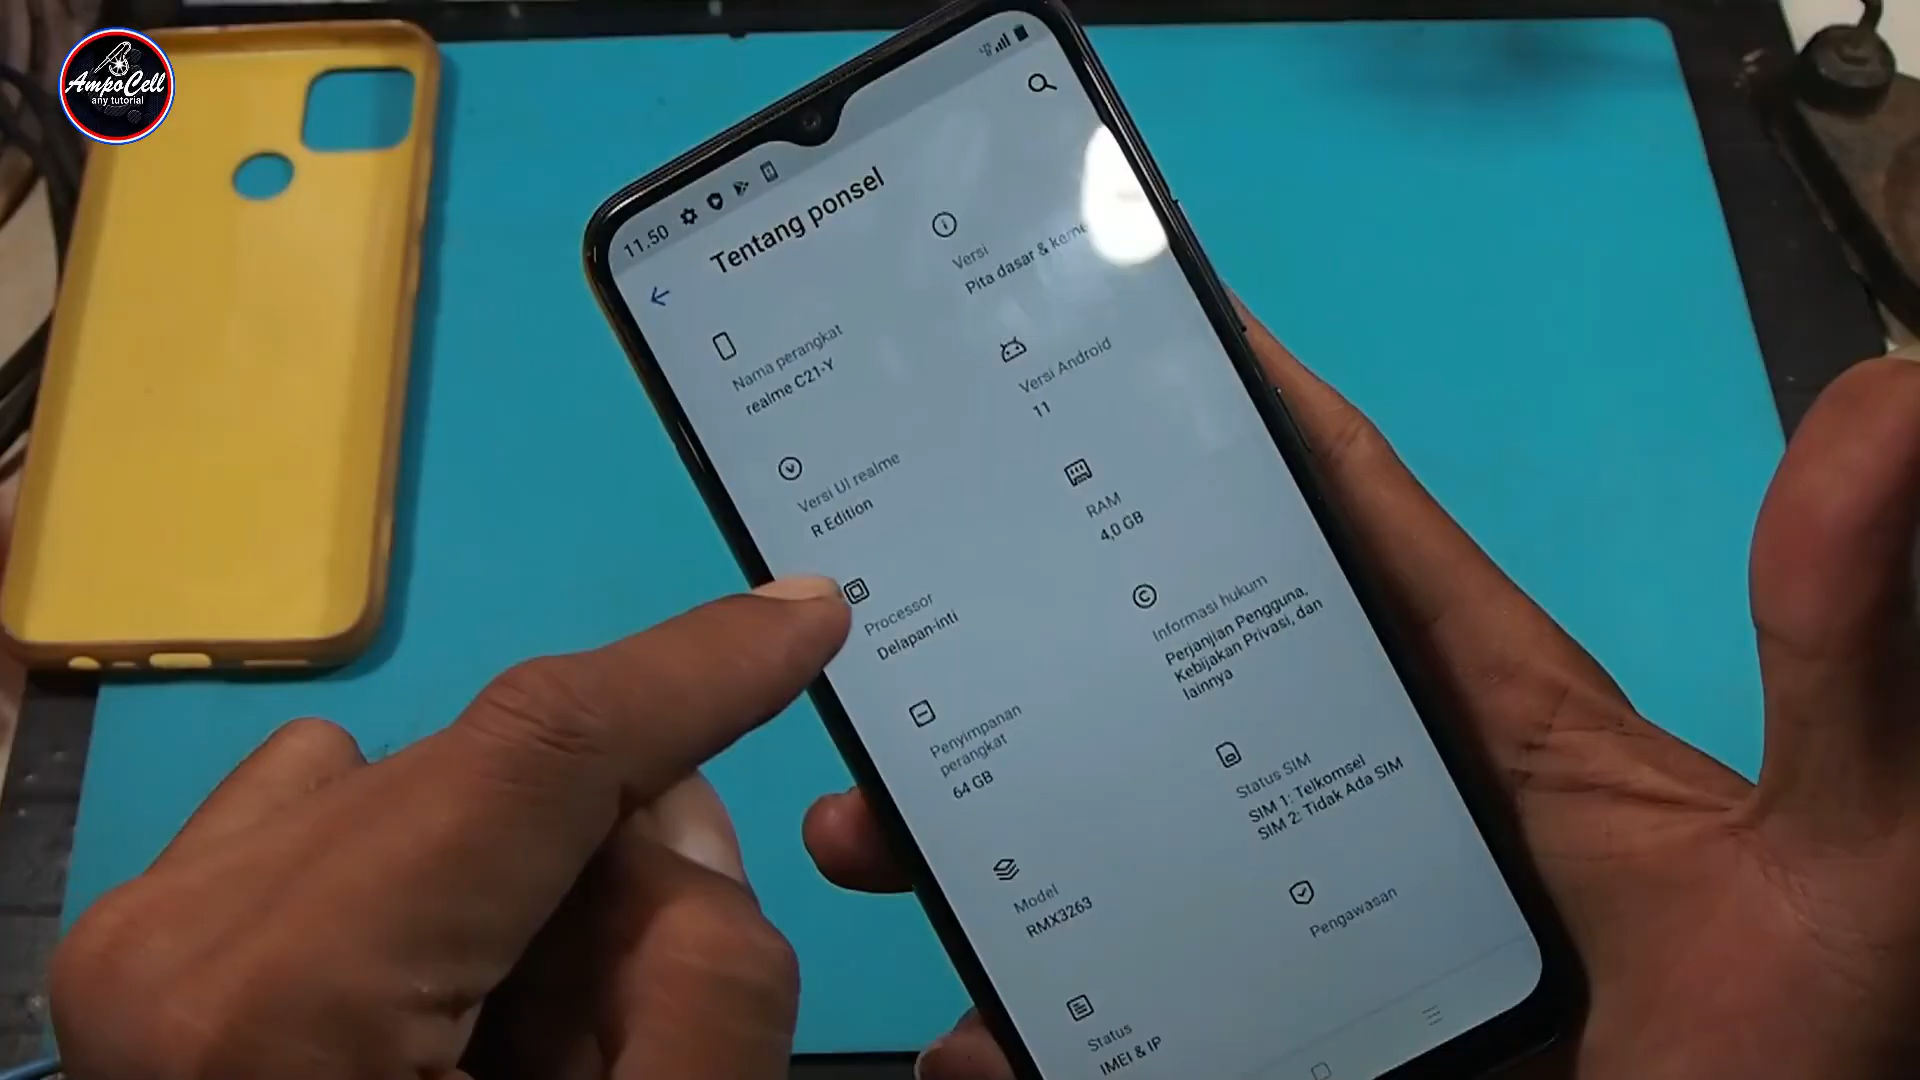 AmpoCell
any tutorial
11.50
Tentang ponsel
Nama perangkat
realme C21-Y
Versi
Pita dasar & kerne
Versi UI realme
R Edition
Versi Android
11
Processor
Delapan-inti
RAM
4,0 GB
Penyimpanan
perangkat
64 GB
Informasi hukum
Perjanjian Pengguna,
Kebijakan Privasi, dan
lainnya
Model
RMX3263
Status SIM
SIM 1: Telkomsel
SIM 2: Tidak Ada SIM
Status
IMEI & IP
Pengawasan